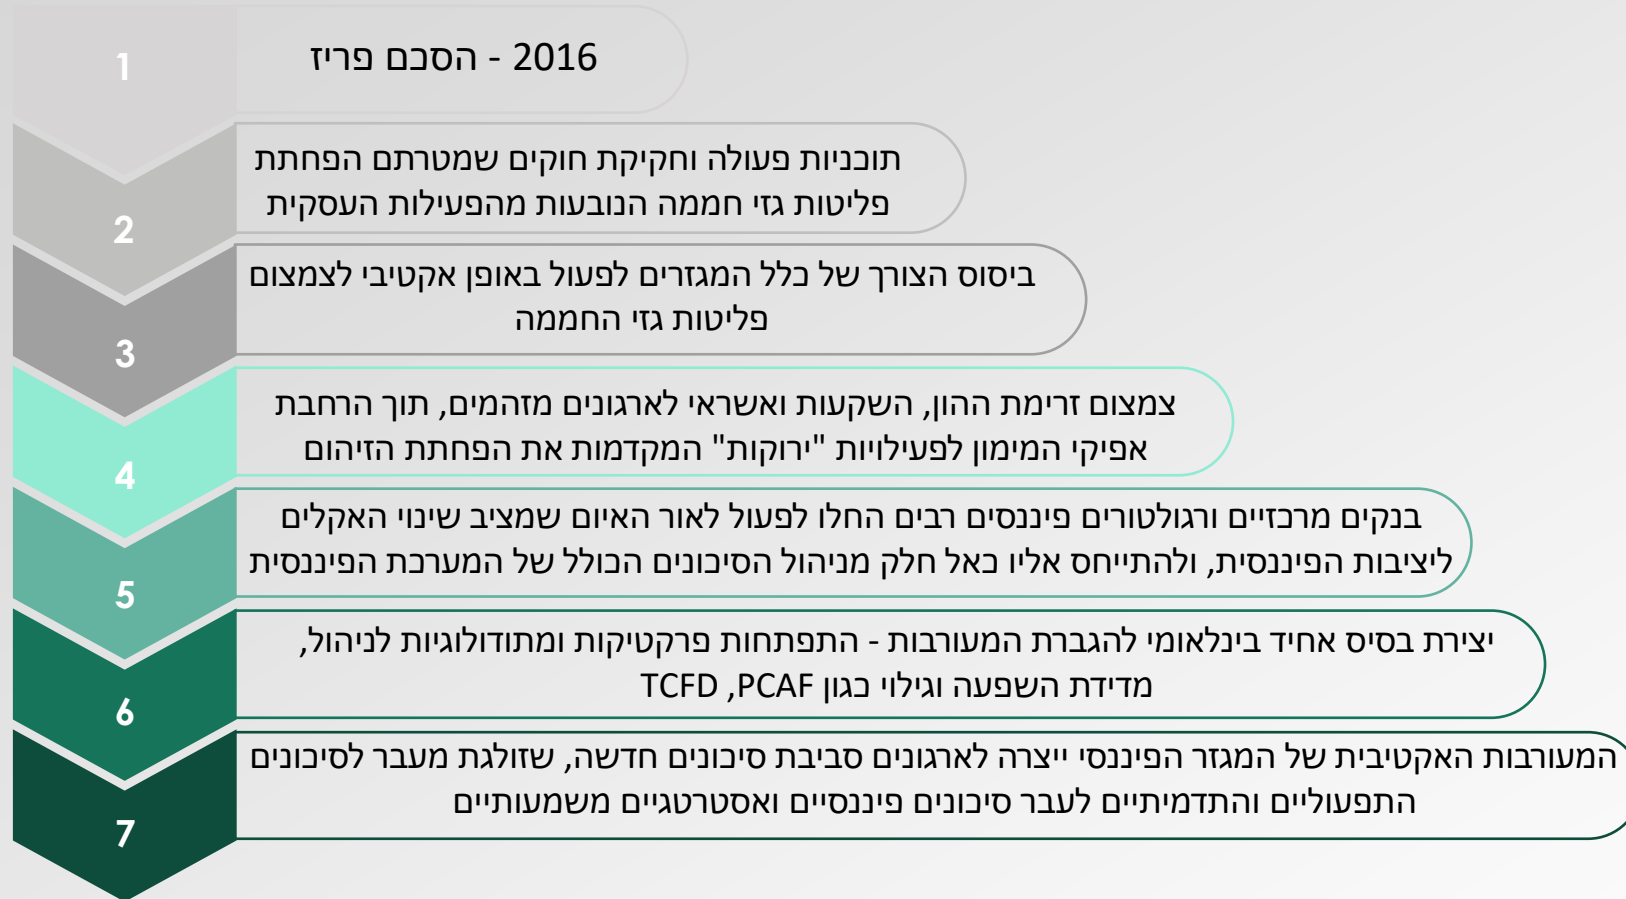 1
2016 - הסכם פריז
2
תוכניות פעולה וחקיקת חוקים שמטרתם הפחתת
פליטות גזי חממה הנובעות מהפעילות העסקית
3
ביסוס הצורך של כלל המגזרים לפעול באופן אקטיבי לצמצום
פליטות גזי החממה
4
צמצום זרימת ההון, השקעות ואשראי לארגונים מזהמים, תוך הרחבת
אפיקי המימון לפעילויות "ירוקות" המקדמות את הפחתת הזיהום
5
בנקים מרכזיים ורגולטורים פיננסים רבים החלו לפעול לאור האיום שמציב שינוי האקלים
ליציבות הפיננסית, ולהתייחס אליו כאל חלק מניהול הסיכונים הכולל של המערכת הפיננסית
6
יצירת בסיס אחיד בינלאומי להגברת המעורבות - התפתחות פרקטיקות ומתודולוגיות לניהול,
מדידת השפעה וגילוי כגון TCFD ,PCAF
7
המעורבות האקטיבית של המגזר הפיננסי ייצרה לארגונים סביבת סיכונים חדשה, שזולגת מעבר לסיכונים
התפעוליים והתדמיתיים לעבר סיכונים פיננסיים ואסטרטגיים משמעותיים